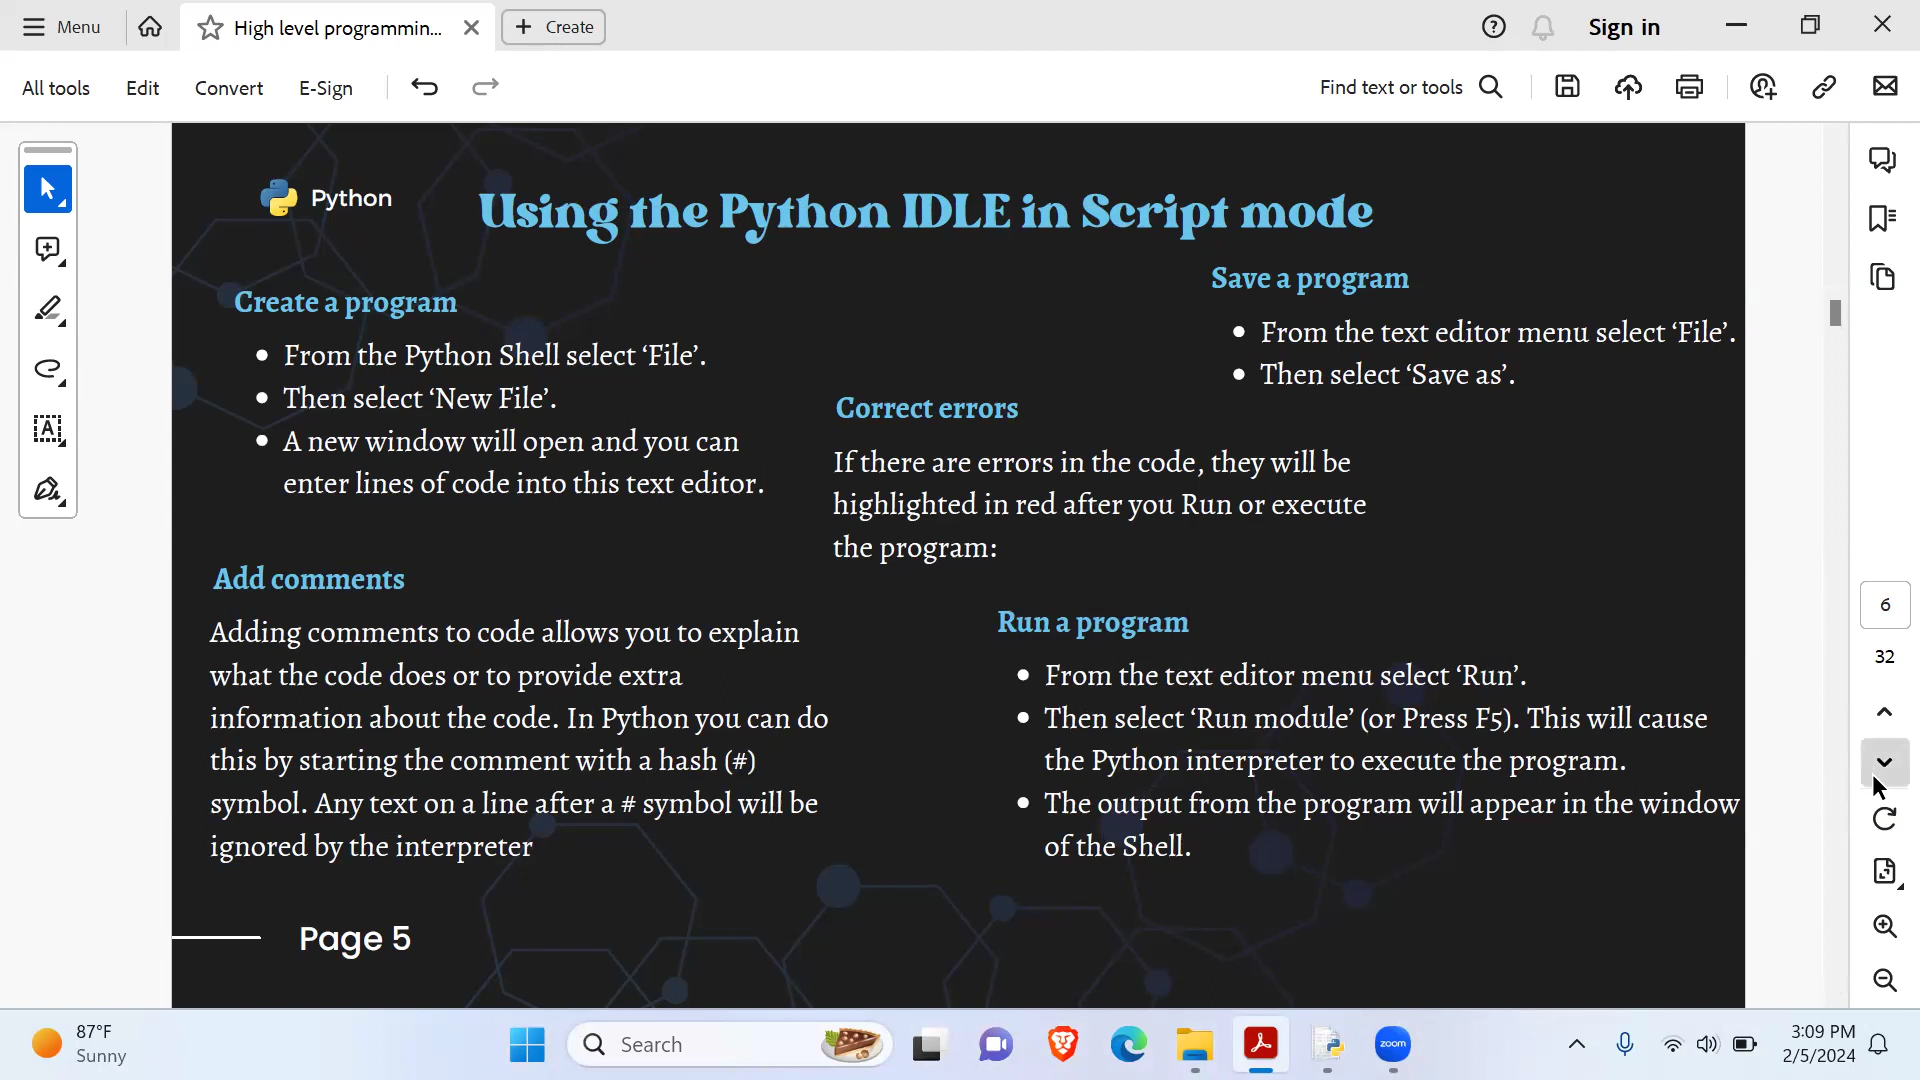 Menu
High level programmin...
Create
Sign in
All tools
Edit
Convert
E-Sign
Find text or tools
Python
Using the Python IDLE in Script mode
Create a program
From the Python Shell select ‘File’.
Then select ‘New File’.
A new window will open and you can
enter lines of code into this text editor.
Save a program
From the text editor menu select ‘File’.
Then select ‘Save as’.
Correct errors
If there are errors in the code, they will be
highlighted in red after you Run or execute
the program:
Add comments
Adding comments to code allows you to explain
what the code does or to provide extra
information about the code. In Python you can do
this by starting the comment with a hash (#)
symbol. Any text on a line after a # symbol will be
ignored by the interpreter
Run a program
From the text editor menu select ‘Run’.
Then select ‘Run module’ (or Press F5). This will cause
the Python interpreter to execute the program.
The output from the program will appear in the window
of the Shell.
Page 5
6
32
87°F
Sunny
Search
zoom
3:09 PM
2/5/2024